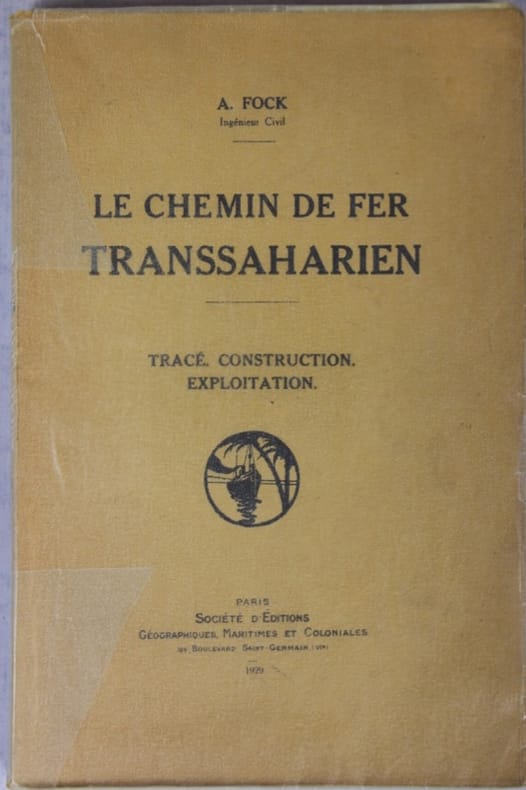 A. FOCK
Ingénieur Civil
LE CHEMIN DE FER
TRANSSAHARIEN
TRACÉ. CONSTRUCTION.
EXPLOITATION.
PARIS
SOCIÉTÉ D'ÉDITIONS
GÉOGRAPHIQUES, MARITIMES ET COLONIALES
BOULEVARD SAINT-GERMAIN, (VIᵉ)
1929